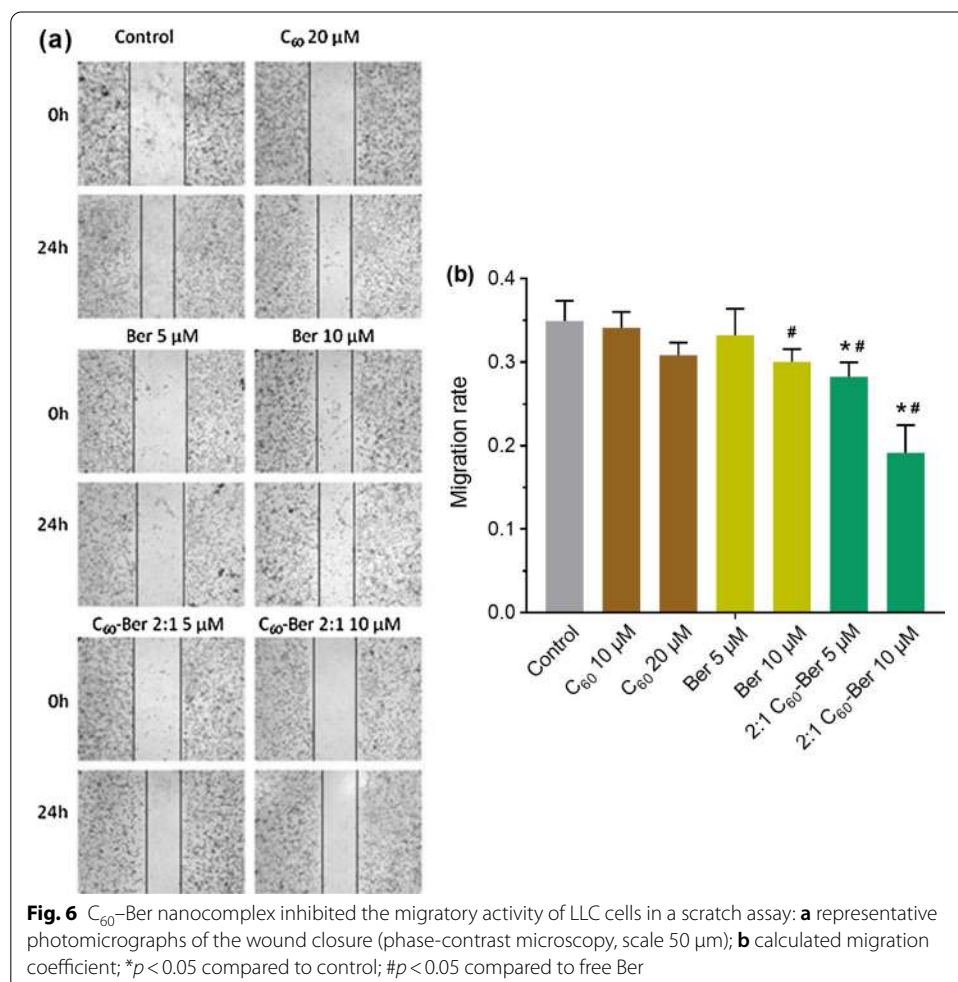 (a)
Control C₆₀ 20 µM
0h
24h
Ber 5 µM Ber 10 µM
0h
24h
C₆₀-Ber 2:1 5 µM C₆₀-Ber 2:1 10 µM
0h
24h
(b)
0.4
0.3
0.2
0.1
0.0
Migration rate
#
*#
*#
Control
C₆₀ 10 µM
C₆₀ 20 µM
Ber 5 µM
Ber 10 µM
2:1 C₆₀-Ber 5 µM
2:1 C₆₀-Ber 10 µM
Fig. 6 C₆₀–Ber nanocomplex inhibited the migratory activity of LLC cells in a scratch assay: a representative
photomicrographs of the wound closure (phase-contrast microscopy, scale 50 µm); b calculated migration
coefficient; *p < 0.05 compared to control; #p < 0.05 compared to free Ber